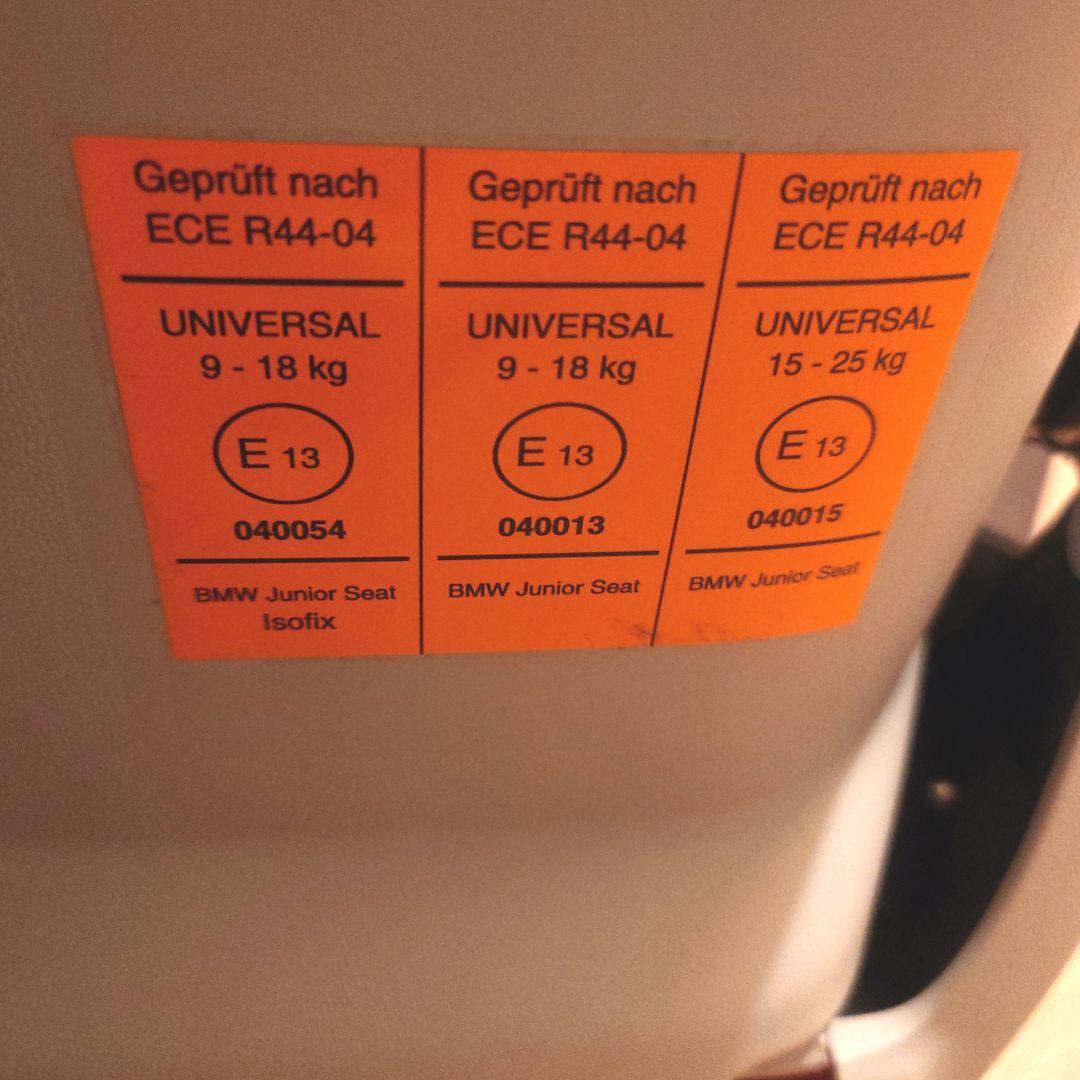 Geprüft nach
ECE R44-04
UNIVERSAL
9 - 18 kg
E 13
040054
BMW Junior Seat
Isofix
Geprüft nach
ECE R44-04
UNIVERSAL
9 - 18 kg
E 13
040013
BMW Junior Seat
Geprüft nach
ECE R44-04
UNIVERSAL
15 - 25 kg
E 13
040015
BMW Junior Seat